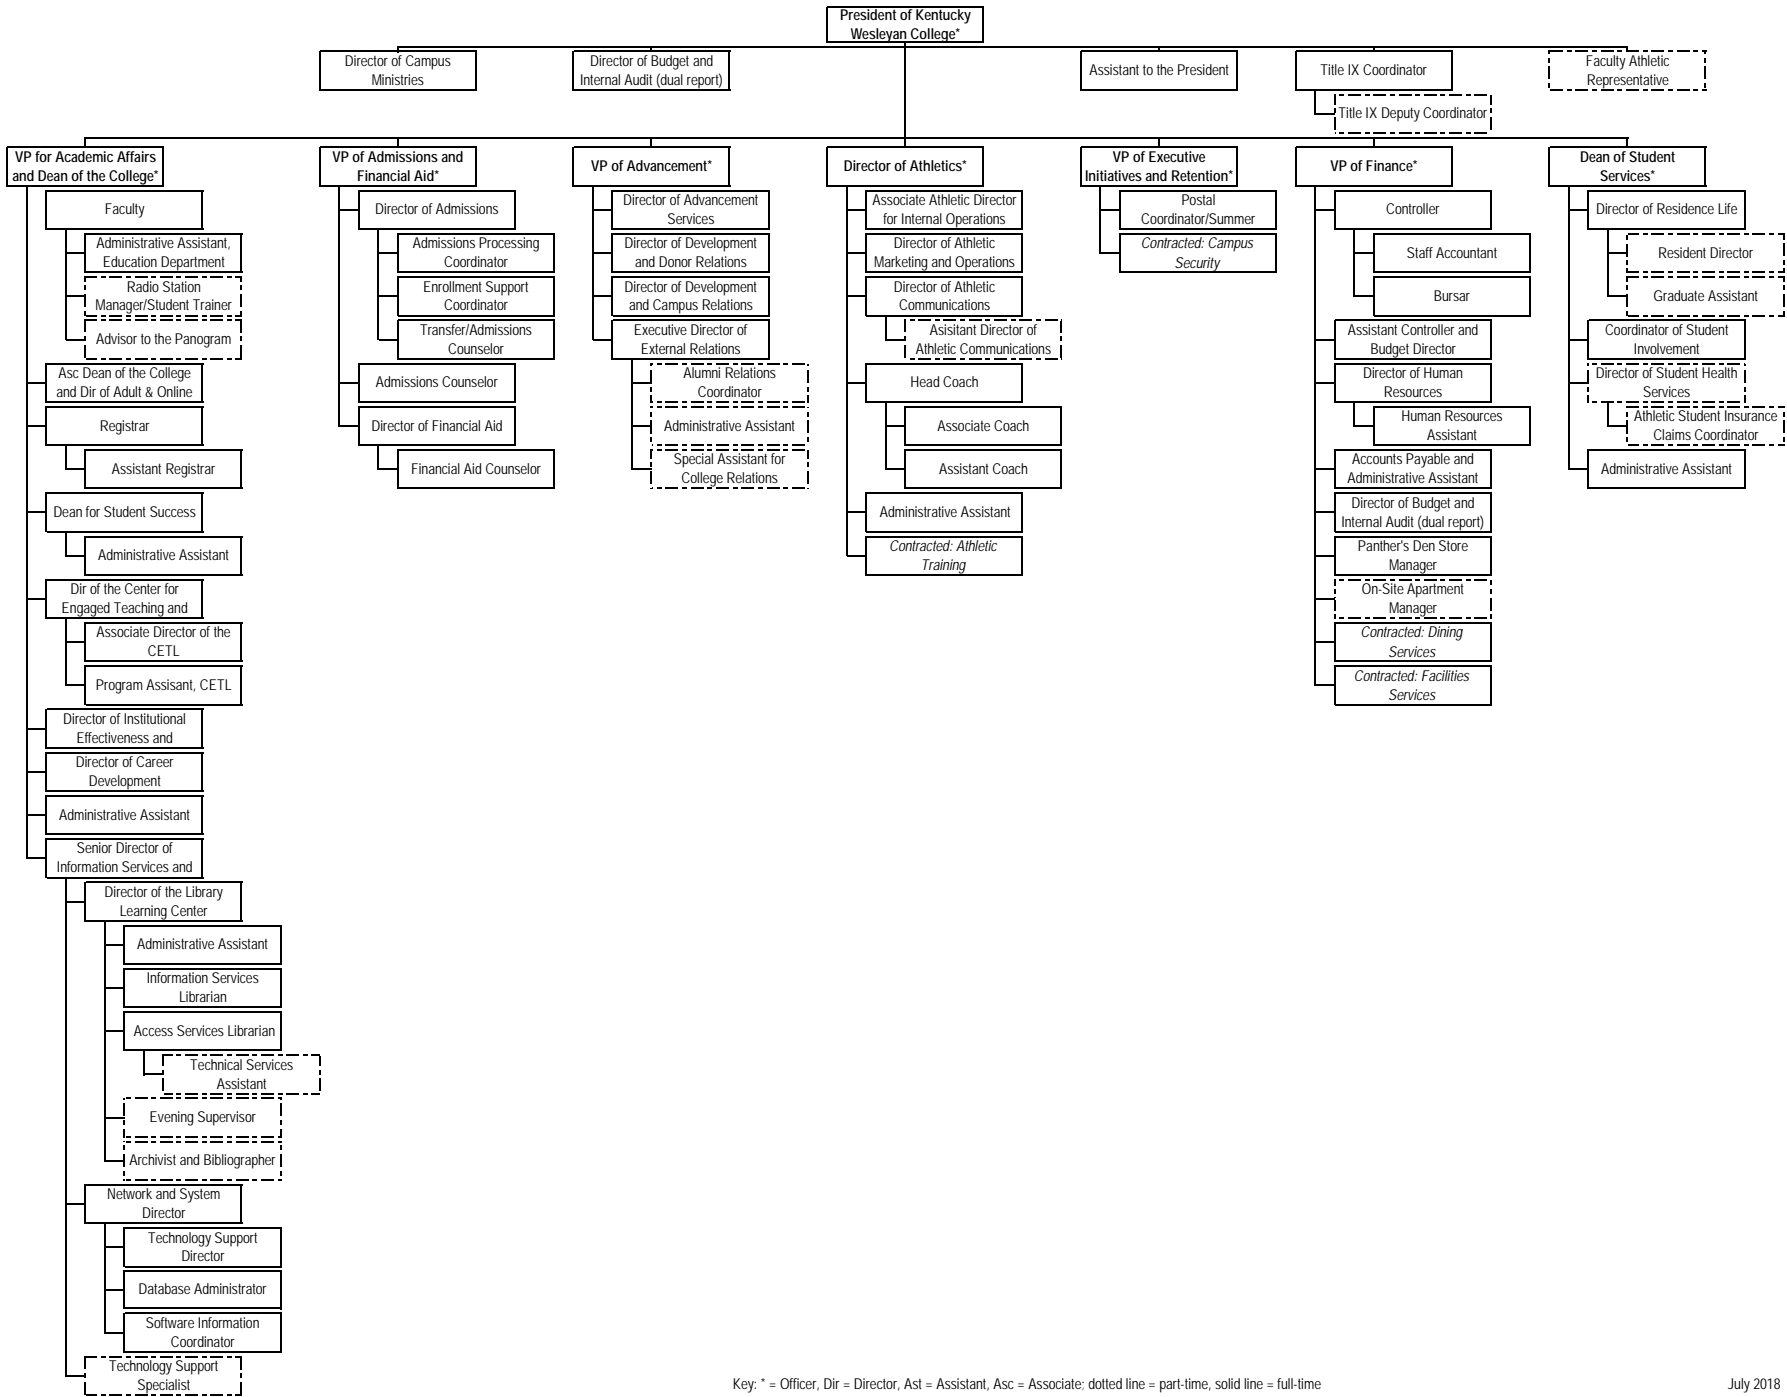 President of Kentucky
Wesleyan College*
Director of Campus
Ministries
Director of Budget and
Internal Audit (dual report)
Assistant to the President
Title IX Coordinator
Title IX Deputy Coordinator
Faculty Athletic
Representative
VP for Academic Affairs
and Dean of the College*
Faculty
Administrative Assistant,
Education Department
Radio Station
Manager/Student Trainer
Advisor to the Panogram
Asc Dean of the College
and Dir of Adult & Online
Registrar
Assistant Registrar
Dean for Student Success
Administrative Assistant
Dir of the Center for
Engaged Teaching and
Associate Director of the
CETL
Program Assisant, CETL
Director of Institutional
Effectiveness and
Director of Career
Development
Administrative Assistant
Senior Director of
Information Services and
Director of the Library
Learning Center
Administrative Assistant
Information Services
Librarian
Access Services Librarian
Technical Services
Assistant
Evening Supervisor
Archivist and Bibliographer
Network and System
Director
Technology Support
Director
Database Administrator
Software Information
Coordinator
Technology Support
Specialist
VP of Admissions and
Financial Aid*
Director of Admissions
Admissions Processing
Coordinator
Enrollment Support
Coordinator
Transfer/Admissions
Counselor
Admissions Counselor
Director of Financial Aid
Financial Aid Counselor
VP of Advancement*
Director of Advancement
Services
Director of Development
and Donor Relations
Director of Development
and Campus Relations
Executive Director of
External Relations
Alumni Relations
Coordinator
Administrative Assistant
Special Assistant for
College Relations
Director of Athletics*
Associate Athletic Director
for Internal Operations
Director of Athletic
Marketing and Operations
Director of Athletic
Communications
Asisitant Director of
Athletic Communications
Head Coach
Associate Coach
Assistant Coach
Administrative Assistant
Contracted: Athletic
Training
VP of Executive
Initiatives and Retention*
Postal
Coordinator/Summer
Contracted: Campus
Security
VP of Finance*
Controller
Staff Accountant
Bursar
Assistant Controller and
Budget Director
Director of Human
Resources
Human Resources
Assistant
Accounts Payable and
Administrative Assistant
Director of Budget and
Internal Audit (dual report)
Panther's Den Store
Manager
On-Site Apartment
Manager
Contracted: Dining
Services
Contracted: Facilities
Services
Dean of Student
Services*
Director of Residence Life
Resident Director
Graduate Assistant
Coordinator of Student
Involvement
Director of Student Health
Services
Athletic Student Insurance
Claims Coordinator
Administrative Assistant
Key: * = Officer, Dir = Director, Ast = Assistant, Asc = Associate; dotted line = part-time, solid line = full-time
July 2018